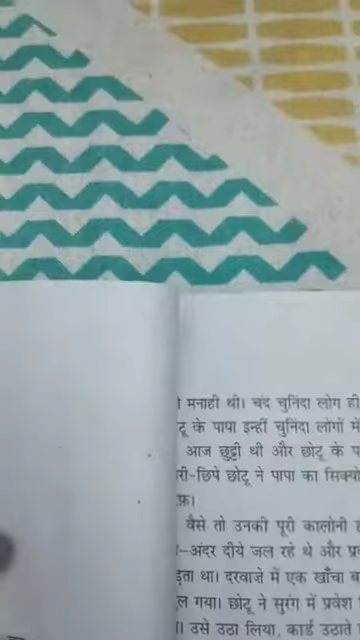 मनाही थी। चंद चुनिंदा लोग ही
के पापा इन्हीं चुनिंदा लोगों में
आज छुट्टी थी और छोटू के
छिपे छोटू ने पापा का
वैसे तो उनकी पूरी कालोनी
अंदर दीये जल रहे थे और
था। दरवाज़े में एक खाँचा
गया। छोटू ने सुरंग में प्रवेश
उसे उठा लिया, कार्ड उठाते